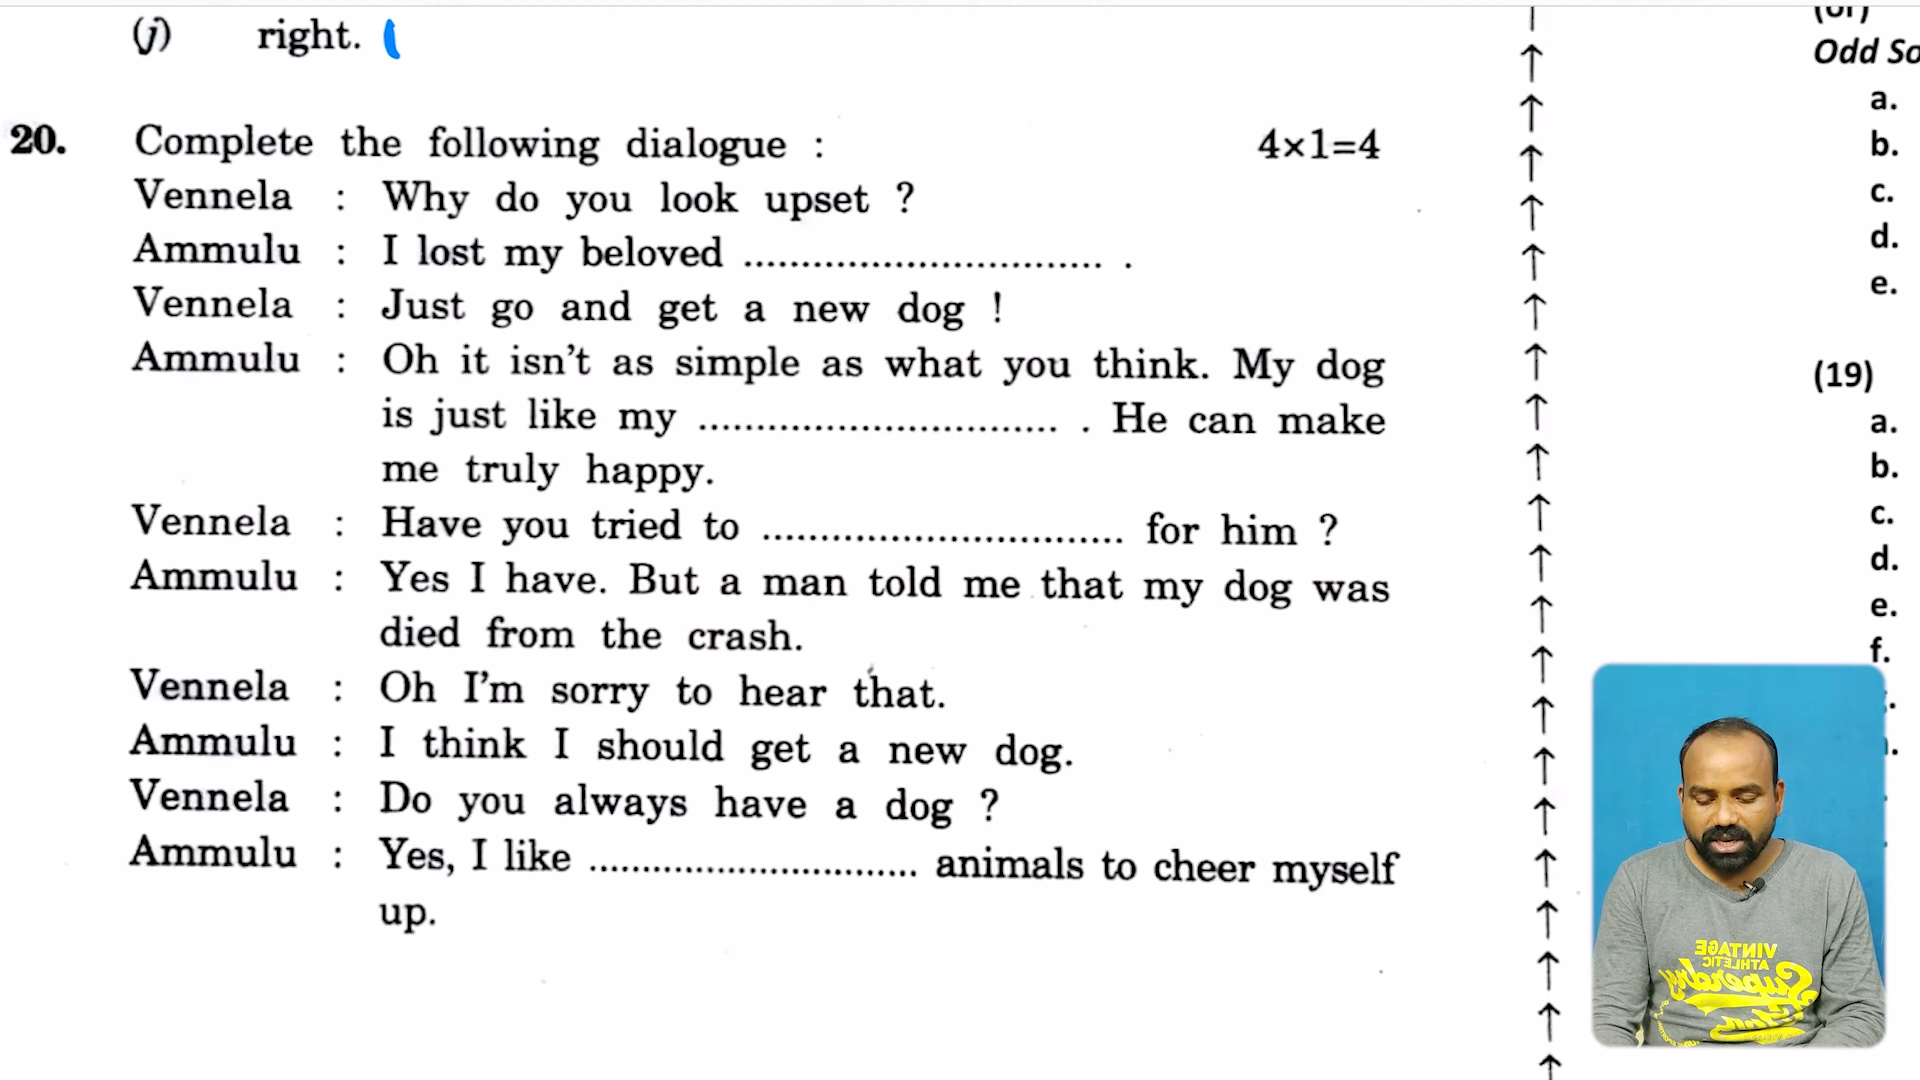 (j) right. (
20. Complete the following dialogue : 4×1=4
Vennela : Why do you look upset ?
Ammulu : I lost my beloved .............................. .
Vennela : Just go and get a new dog !
Ammulu : Oh it isn't as simple as what you think. My dog
is just like my .............................. . He can make
me truly happy.
Vennela : Have you tried to .............................. for him ?
Ammulu : Yes I have. But a man told me that my dog was
died from the crash.
Vennela : Oh I'm sorry to hear that.
Ammulu : I think I should get a new dog.
Vennela : Do you always have a dog ?
Ammulu : Yes, I like ............................ animals to cheer myself
up.
(or)
Odd So
a.
b.
c.
d.
e.
(19)
a.
b.
c.
d.
e.
f.
VINTAGE
ATHLETIC
Superdry